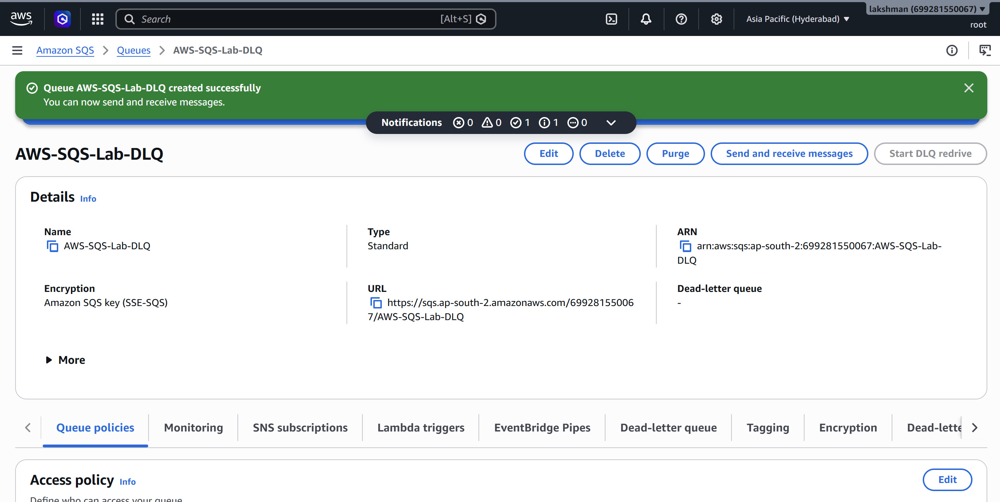 aws
Search
[Alt+S]
Asia Pacific (Hyderabad)
lakshman (699281550067)
root
Amazon SQS
Queues
AWS-SQS-Lab-DLQ
Queue AWS-SQS-Lab-DLQ created successfully
You can now send and receive messages.
Notifications 0 0 1 1 0
AWS-SQS-Lab-DLQ
Edit
Delete
Purge
Send and receive messages
Start DLQ redrive
Details Info
Name
AWS-SQS-Lab-DLQ
Type
Standard
ARN
arn:aws:sqs:ap-south-2:699281550067:AWS-SQS-Lab-
DLQ
Encryption
Amazon SQS key (SSE-SQS)
URL
https://sqs.ap-south-2.amazonaws.com/69928155006
7/AWS-SQS-Lab-DLQ
Dead-letter queue
-
More
Queue policies
Monitoring
SNS subscriptions
Lambda triggers
EventBridge Pipes
Dead-letter queue
Tagging
Encryption
Dead-lette
Access policy Info
Edit
Define who can access your queue